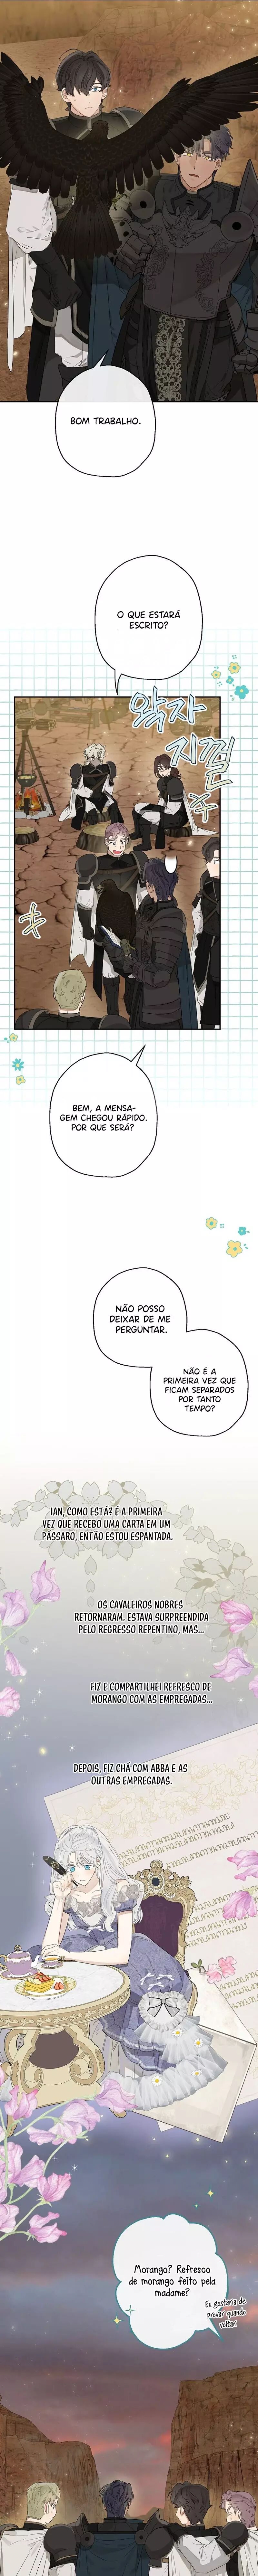 BOM TRABALHO.
O QUE ESTARÁ
ESCRITO?
왁자
지껄
BEM, A MENSA-
GEM CHEGOU RÁPIDO.
POR QUE SERÁ?
NÃO POSSO
DEIXAR DE ME
PERGUNTAR.
NÃO É A
PRIMEIRA VEZ QUE
FICAM SEPARADOS
POR TANTO
TEMPO?
IAN, COMO ESTÁ? É A PRIMEIRA
VEZ QUE RECEBO UMA CARTA EM UM
PÁSSARO, ENTÃO ESTOU ESPANTADA.
OS CAVALEIROS NOBRES
RETORNARAM. ESTAVA SURPREENDIDA
PELO REGRESSO REPENTINO, MAS...
FIZ E COMPARTILHEI REFRESCO DE
MORANGO COM AS EMPREGADAS...
DEPOIS, FIZ CHÁ COM ABBA E AS
OUTRAS EMPREGADAS.
Morango? Refresco
de morango feito pela
madame?
Eu gostaria de
provar quando
voltar!